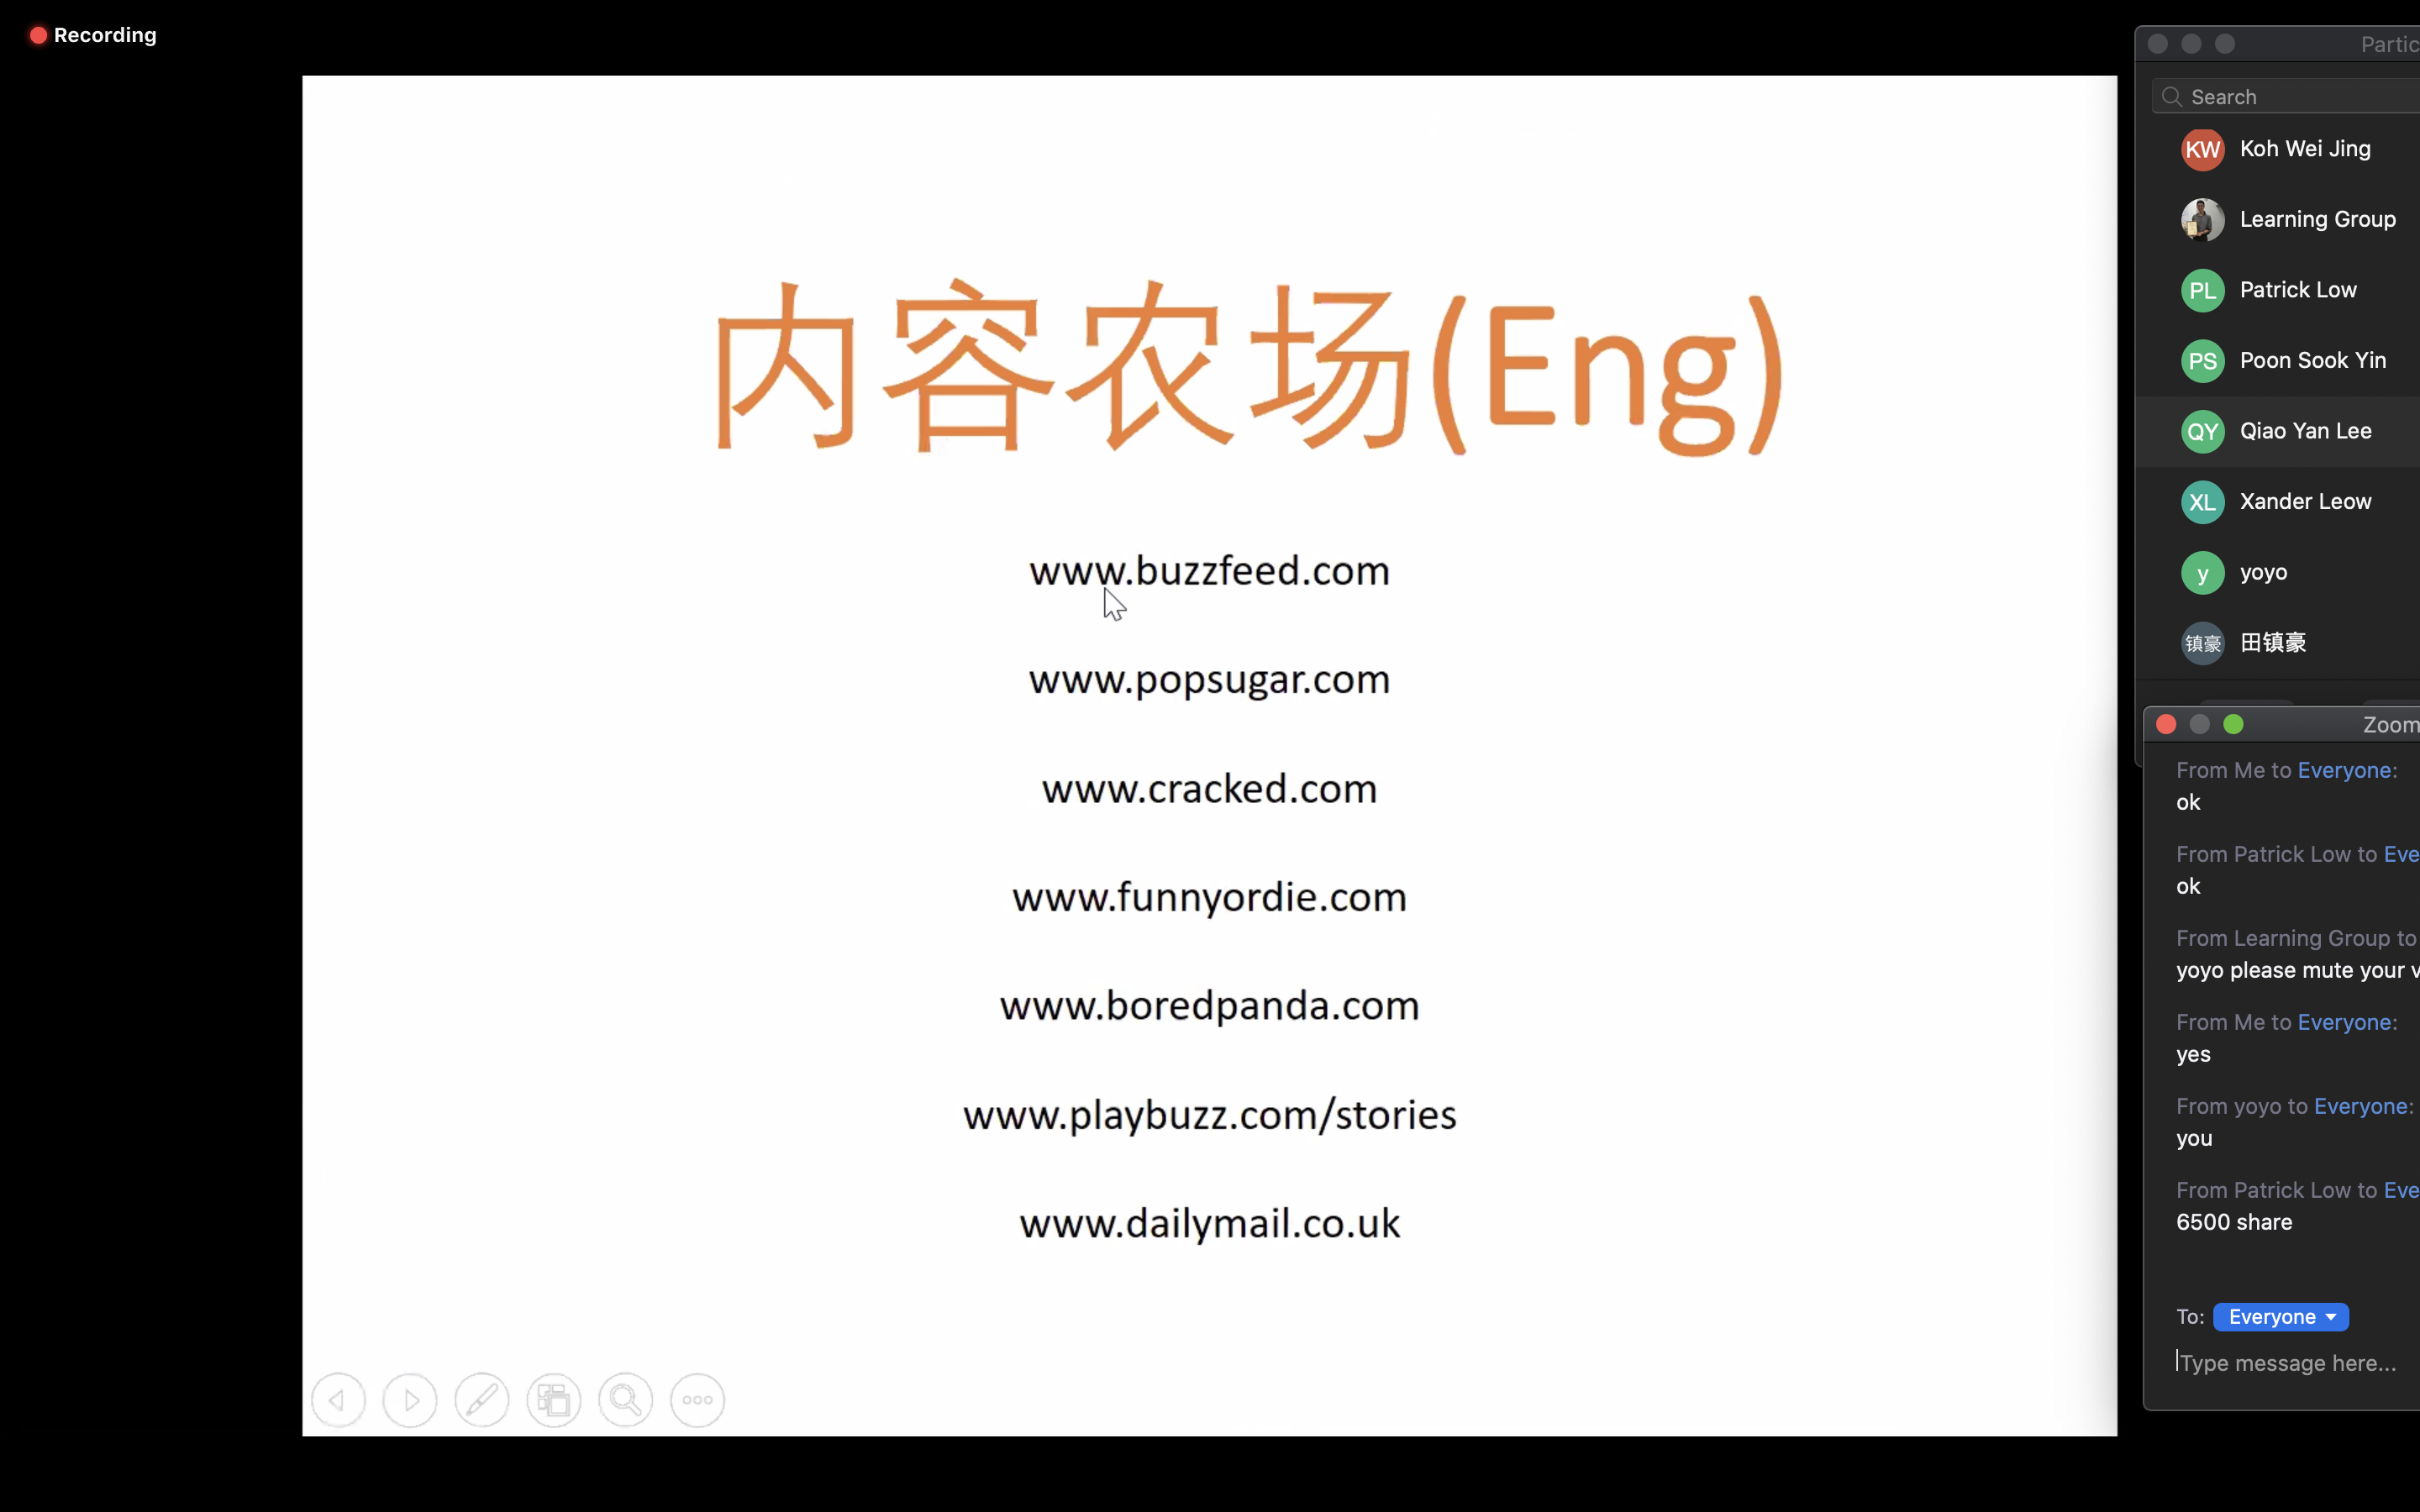 Recording
内容农场(Eng)
www.buzzfeed.com
www.popsugar.com
www.cracked.com
www.funnyordie.com
www.boredpanda.com
www.playbuzz.com/stories
www.dailymail.co.uk
Partic
Search
KW Koh Wei Jing
Learning Group
PL Patrick Low
PS Poon Sook Yin
QY Qiao Yan Lee
XL Xander Leow
y yoyo
镇豪 田镇豪
Zoom
From Me to Everyone:
ok
From Patrick Low to Eve
ok
From Learning Group to
yoyo please mute your v
From Me to Everyone:
yes
From yoyo to Everyone:
you
From Patrick Low to Eve
6500 share
To: Everyone
Type message here...